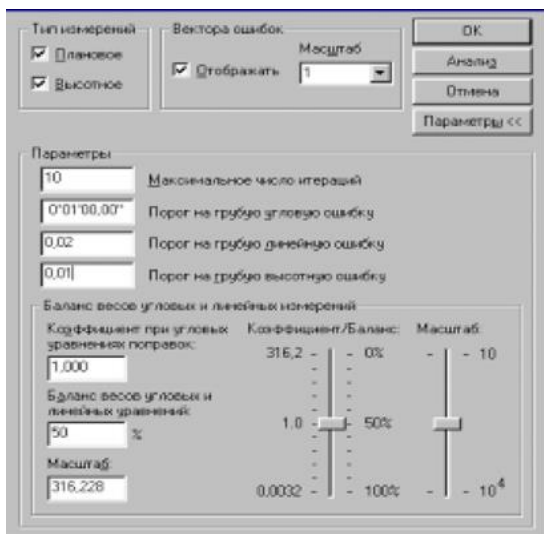 Тип измерений
Плановое
Высотное
Вектора ошибок
Отображать
Масштаб
1
OK
Анализ
Отмена
Параметры <<
Параметры
10 Максимальное число итераций
0°01'00,00" Порог на грубую угловую ошибку
0,02 Порог на грубую линейную ошибку
0,01 Порог на грубую высотную ошибку
Баланс весов угловых и линейных измерений
Коэффициент при угловых
уравнениях поправок:
1,000
Баланс весов угловых и
линейных уравнений:
50 %
Масштаб:
316,228
Коэффициент/Баланс: Масштаб:
316,2 - - 0% - - 10
1.0 - - 50%
0,0032 - - 100% - - 10⁴